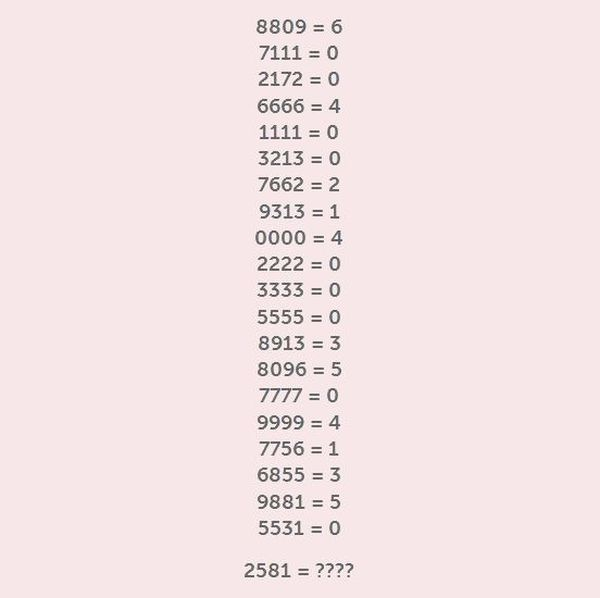 8809 = 6
7111 = 0
2172 = 0
6666 = 4
1111 = 0
3213 = 0
7662 = 2
9313 = 1
0000 = 4
2222 = 0
3333 = 0
5555 = 0
8913 = 3
8096 = 5
7777 = 0
9999 = 4
7756 = 1
6855 = 3
9881 = 5
5531 = 0
2581 = ????